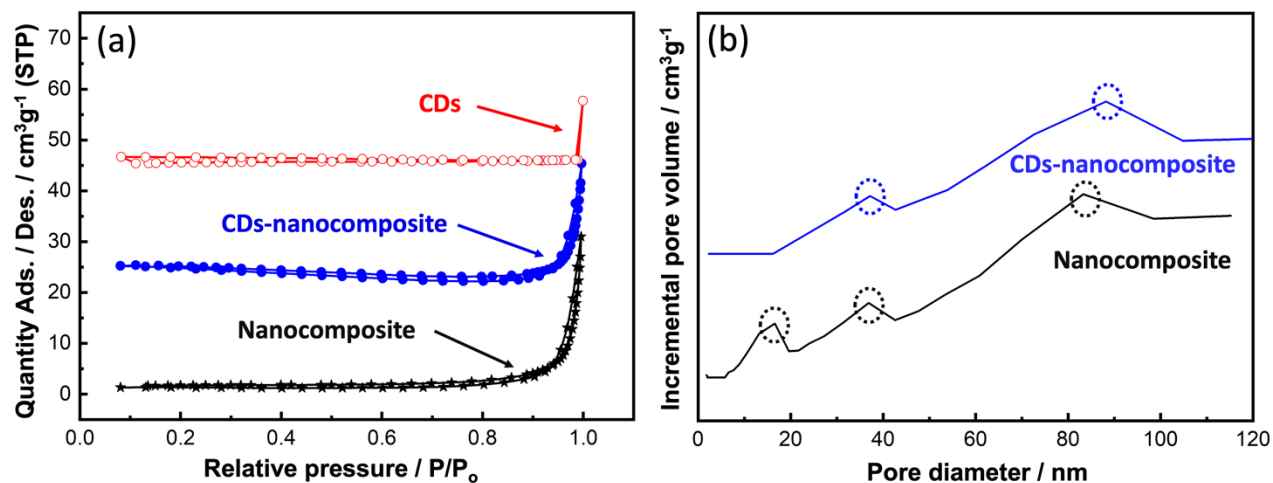 (a)
Quantity Ads. / Des. / cm³g⁻¹ (STP)
70
60
50
40
30
20
10
0
CDs
CDs-nanocomposite
Nanocomposite
0.0 0.2 0.4 0.6 0.8 1.0
Relative pressure / P/Pₒ
(b)
Incremental pore volume / cm³g⁻¹
CDs-nanocomposite
Nanocomposite
0 20 40 60 80 100 120
Pore diameter / nm